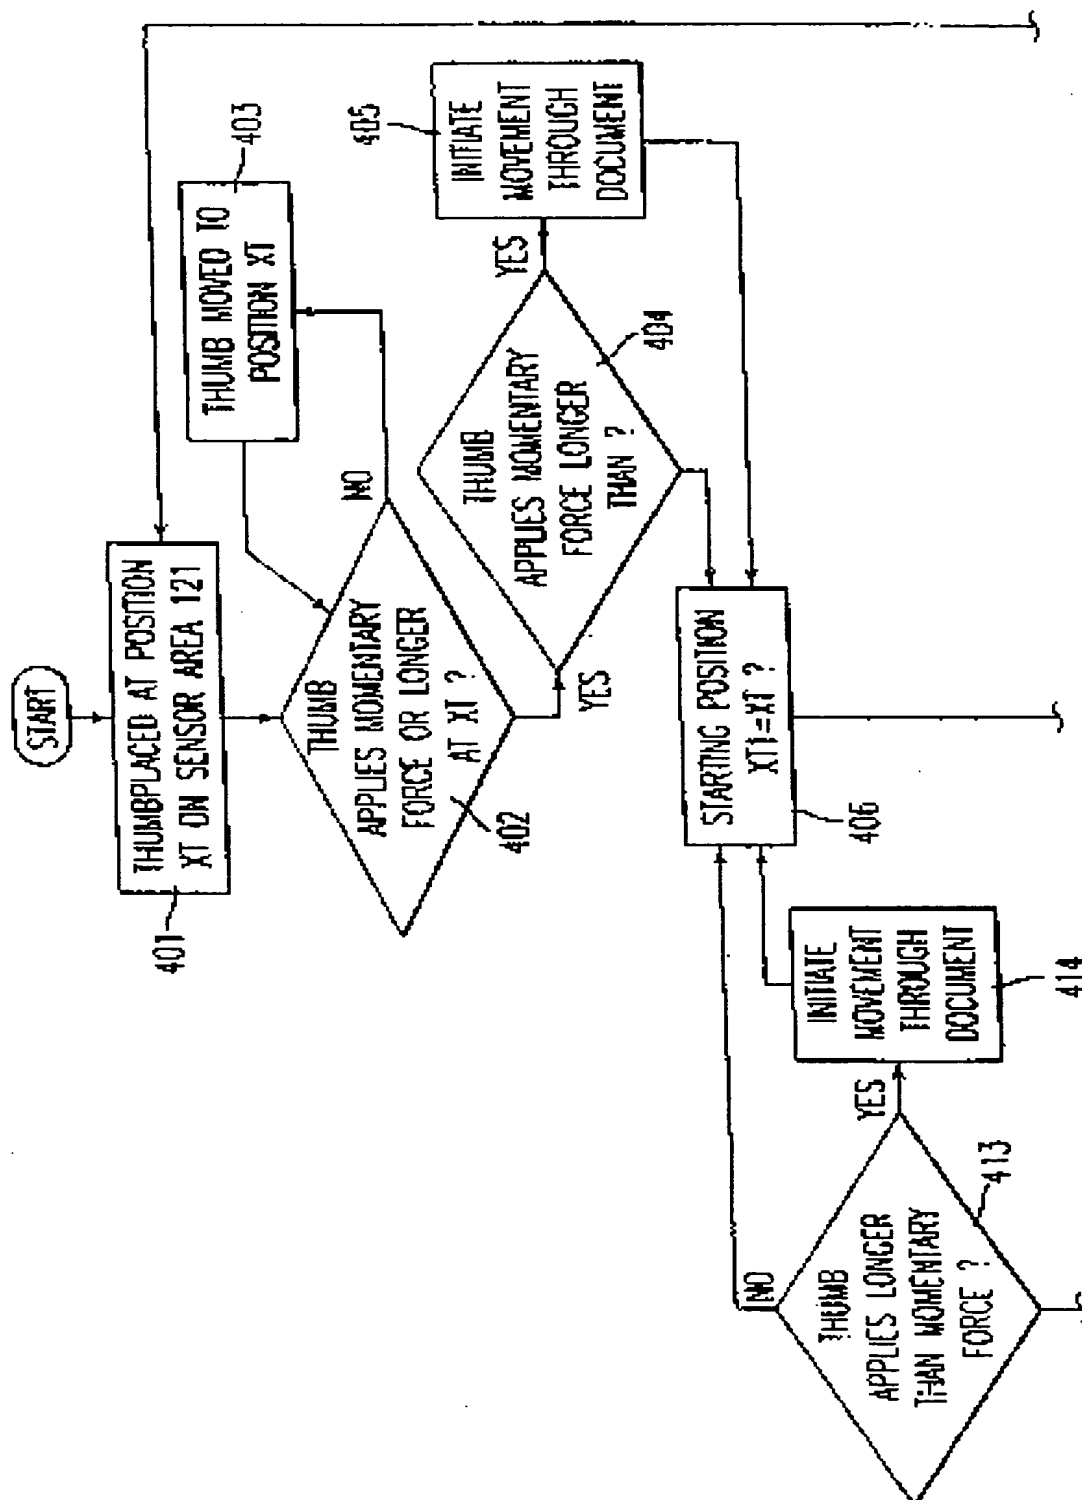 START
THUMBPLACED AT POSITION
XT ON SENSOR AREA 121
401
THUMB
APPLIES MOMENTARY
FORCE OR LONGER
AT XT ?
402
NO
THUMB MOVED TO
POSITION XT
403
YES
THUMB
APPLIES MOMENTARY
FORCE LONGER
THAN ?
404
YES
INITIATE
MOVEMENT
THROUGH
DOCUMENT
405
STARTING POSITION
XT1=XT ?
406
THUMB
APPLIES LONGER
THAN MOMENTARY
FORCE ?
413
NO
YES
INITIATE
MOVEMENT
THROUGH
DOCUMENT
414